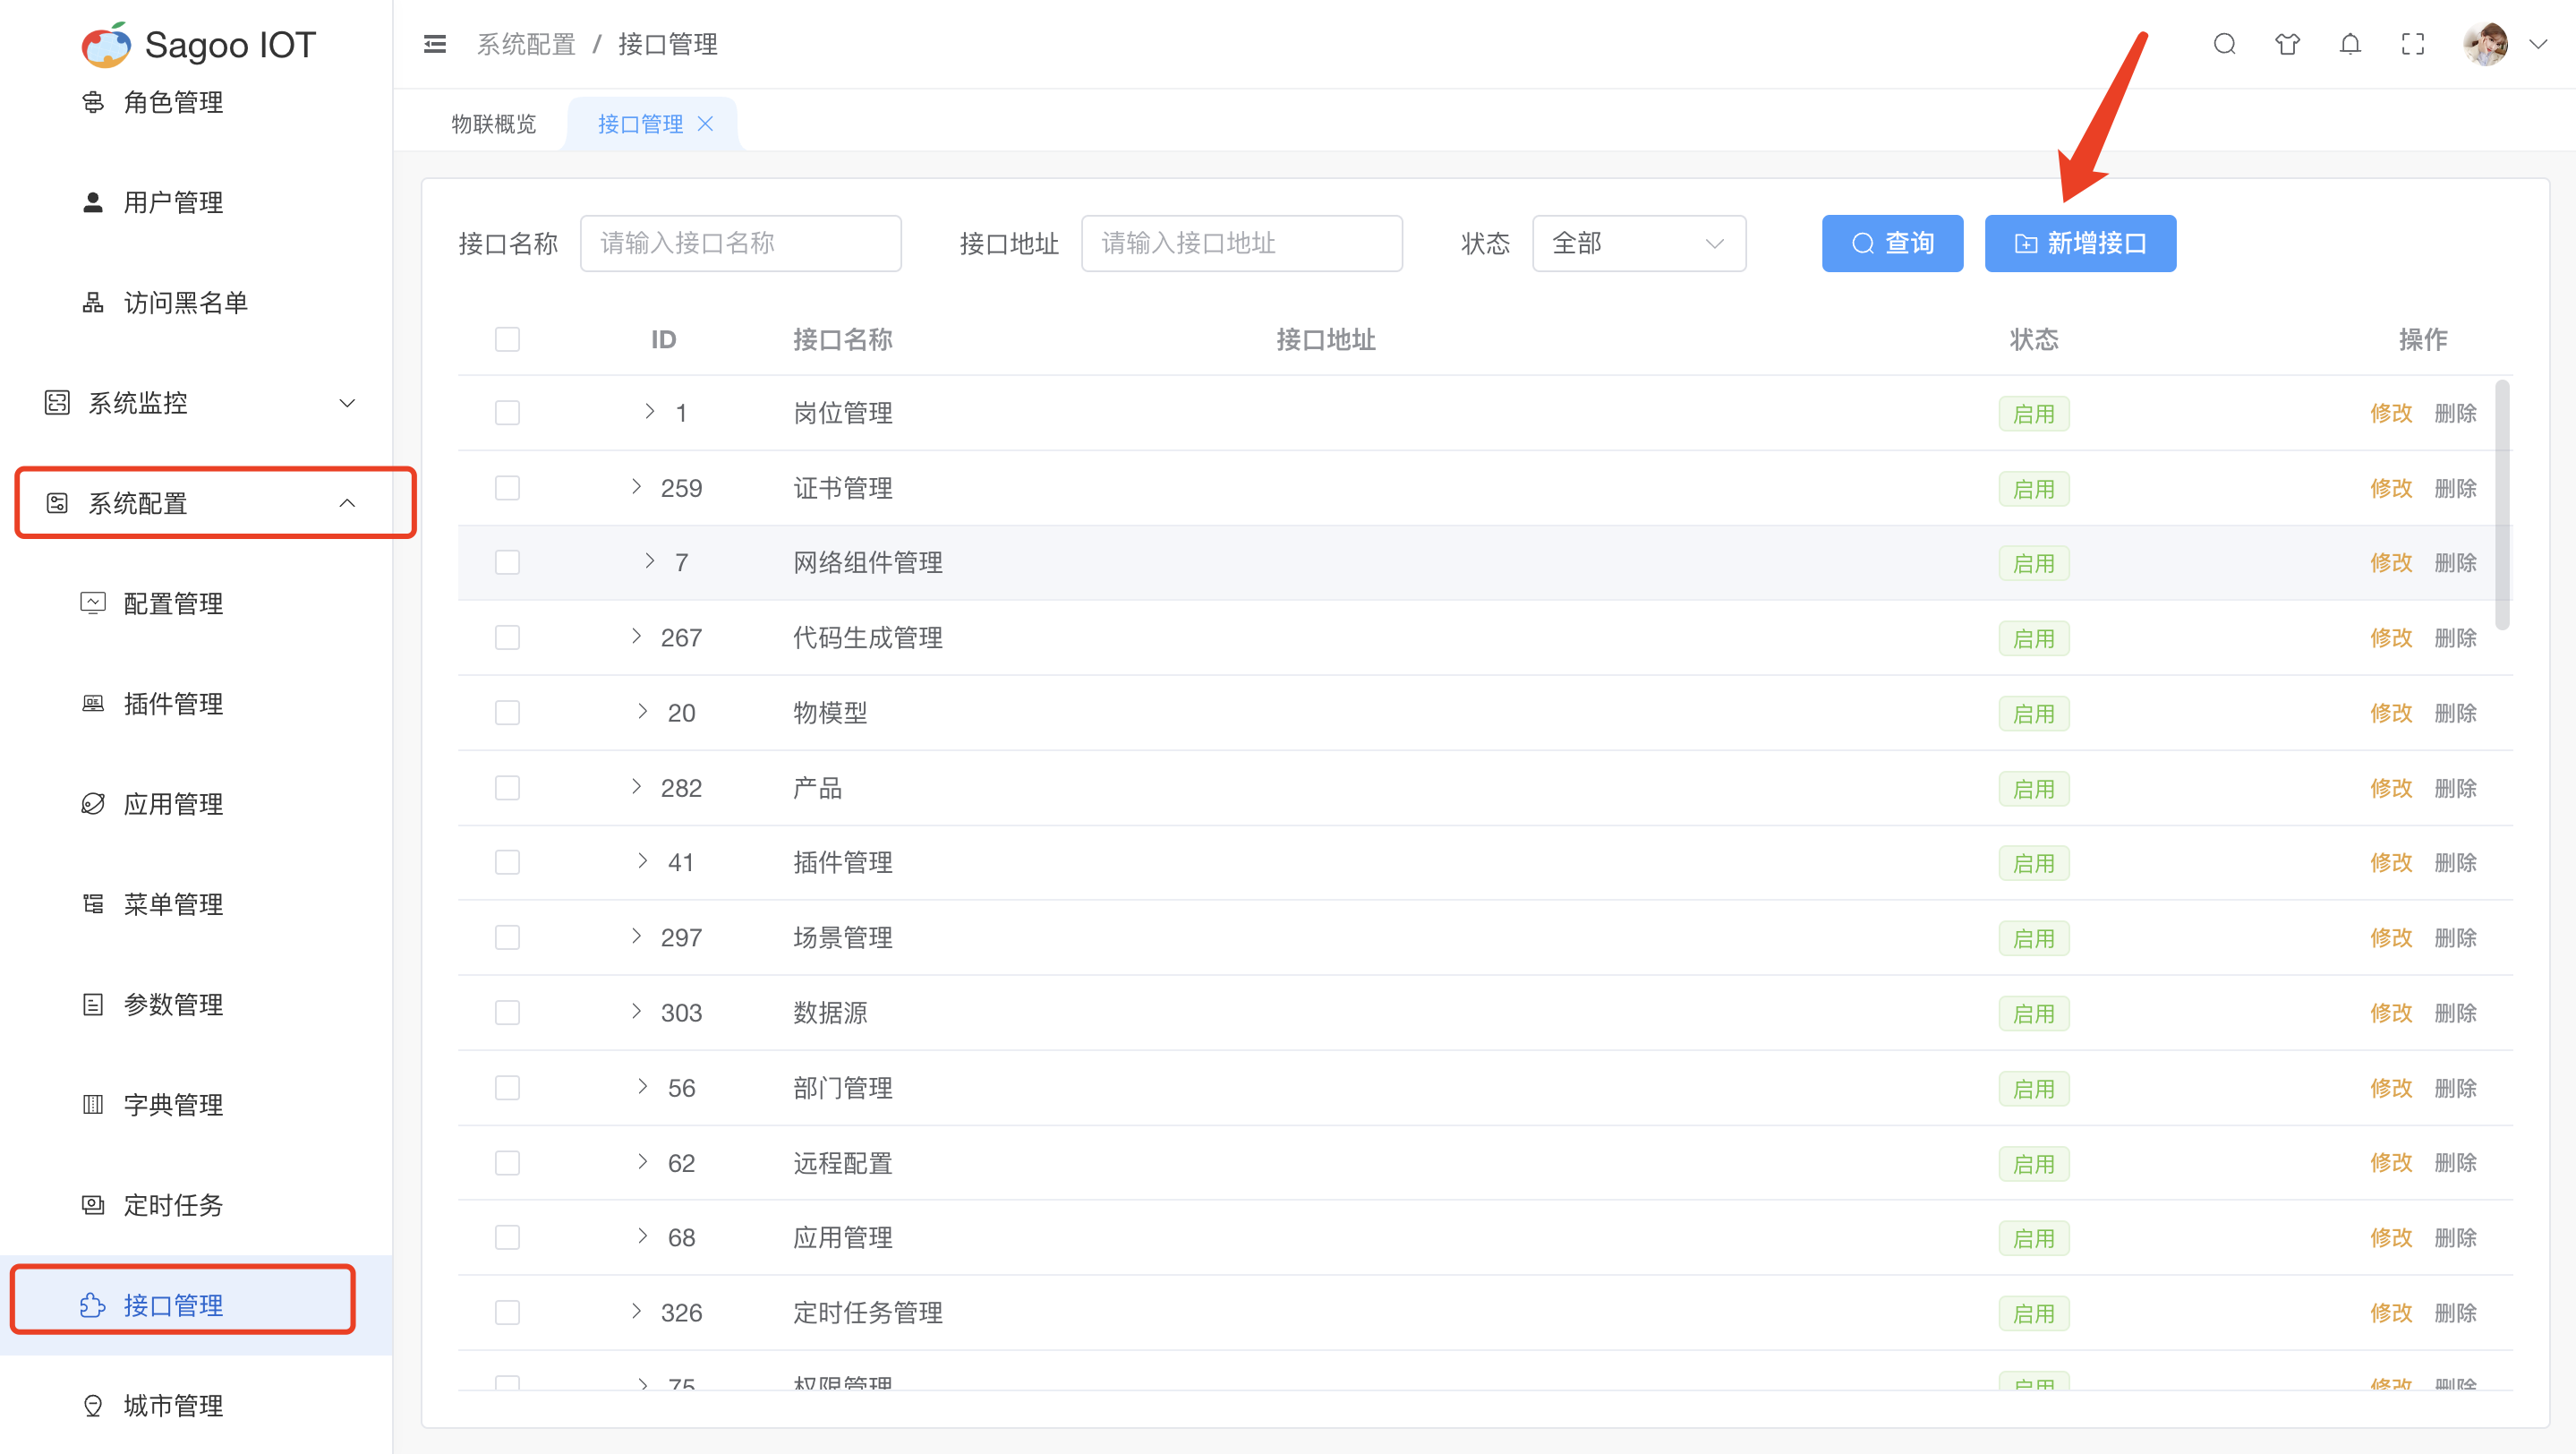 Sagoo IOT
角色管理
用户管理
访问黑名单
系统监控
系统配置
配置管理
插件管理
应用管理
菜单管理
参数管理
字典管理
定时任务
接口管理
城市管理
系统配置 / 接口管理
物联概览 接口管理
接口名称 请输入接口名称 接口地址 请输入接口地址 状态 全部 查询 新增接口
ID 接口名称 接口地址 状态 操作
1 岗位管理 启用 修改 删除
259 证书管理 启用 修改 删除
7 网络组件管理 启用 修改 删除
267 代码生成管理 启用 修改 删除
20 物模型 启用 修改 删除
282 产品 启用 修改 删除
41 插件管理 启用 修改 删除
297 场景管理 启用 修改 删除
303 数据源 启用 修改 删除
56 部门管理 启用 修改 删除
62 远程配置 启用 修改 删除
68 应用管理 启用 修改 删除
326 定时任务管理 启用 修改 删除
75 权限管理 启用 修改 删除